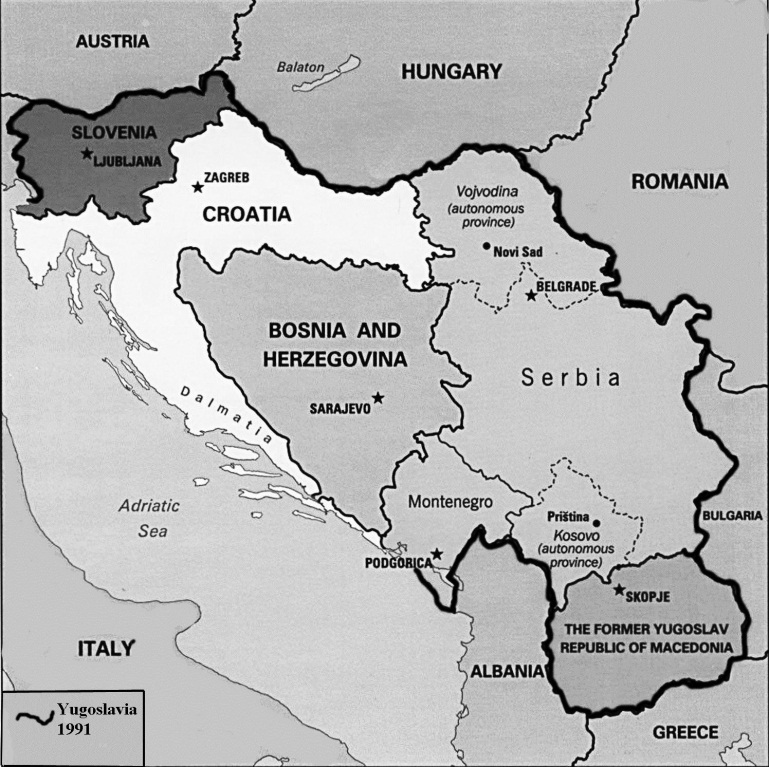 AUSTRIA
Balaton
HUNGARY
SLOVENIA
LJUBLJANA
ZAGREB
CROATIA
ROMANIA
Vojvodina
(autonomous
province)
Novi Sad
BELGRADE
BOSNIA AND
HERZEGOVINA
SARAJEVO
Serbia
Dalmatia
Adriatic
Sea
Montenegro
PODGORICA
Priština
Kosovo
(autonomous
province)
BULGARIA
SKOPJE
THE FORMER YUGOSLAV
REPUBLIC OF MACEDONIA
ITALY
ALBANIA
GREECE
Yugoslavia
1991